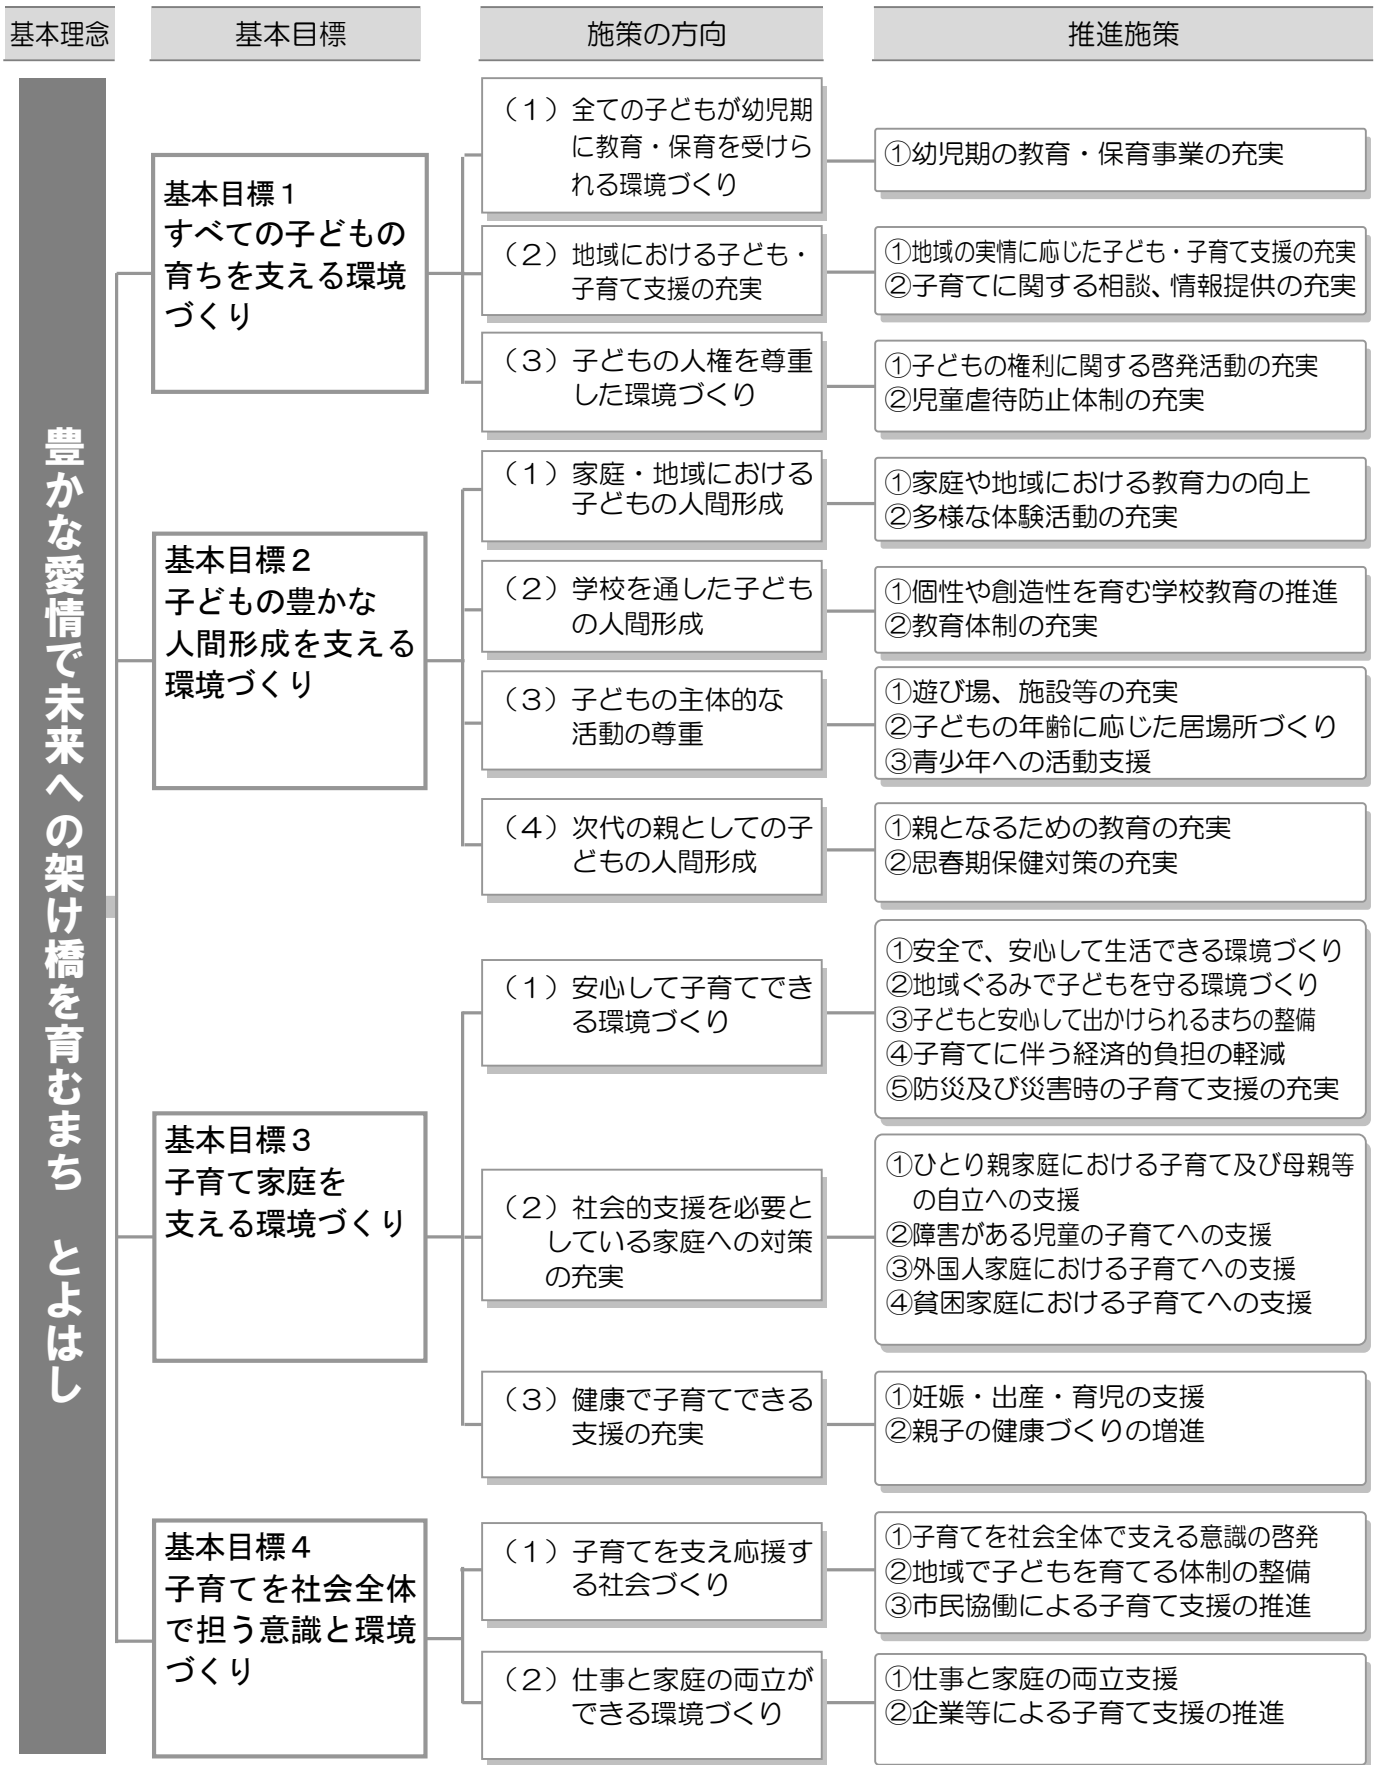 基本理念
基本目標
施策の方向
推進施策
豊かな愛情で未来への架け橋を育むまち　とよはし
基本目標１
すべての子どもの
育ちを支える環境
づくり
（１）全ての子どもが幼児期
に教育・保育を受けら
れる環境づくり
①幼児期の教育・保育事業の充実
（２）地域における子ども・
子育て支援の充実
①地域の実情に応じた子ども・子育て支援の充実
②子育てに関する相談、情報提供の充実
（３）子どもの人権を尊重
した環境づくり
①子どもの権利に関する啓発活動の充実
②児童虐待防止体制の充実
基本目標２
子どもの豊かな
人間形成を支える
環境づくり
（１）家庭・地域における
子どもの人間形成
①家庭や地域における教育力の向上
②多様な体験活動の充実
（２）学校を通した子ども
の人間形成
①個性や創造性を育む学校教育の推進
②教育体制の充実
（３）子どもの主体的な
活動の尊重
①遊び場、施設等の充実
②子どもの年齢に応じた居場所づくり
③青少年への活動支援
（４）次代の親としての子
どもの人間形成
①親となるための教育の充実
②思春期保健対策の充実
基本目標３
子育て家庭を
支える環境づくり
（１）安心して子育てでき
る環境づくり
①安全で、安心して生活できる環境づくり
②地域ぐるみで子どもを守る環境づくり
③子どもと安心して出かけられるまちの整備
④子育てに伴う経済的負担の軽減
⑤防災及び災害時の子育て支援の充実
（２）社会的支援を必要と
している家庭への対策
の充実
①ひとり親家庭における子育て及び母親等
の自立への支援
②障害がある児童の子育てへの支援
③外国人家庭における子育てへの支援
④貧困家庭における子育てへの支援
（３）健康で子育てできる
支援の充実
①妊娠・出産・育児の支援
②親子の健康づくりの増進
基本目標４
子育てを社会全体
で担う意識と環境
づくり
（１）子育てを支え応援す
る社会づくり
①子育てを社会全体で支える意識の啓発
②地域で子どもを育てる体制の整備
③市民協働による子育て支援の推進
（２）仕事と家庭の両立が
できる環境づくり
①仕事と家庭の両立支援
②企業等による子育て支援の推進